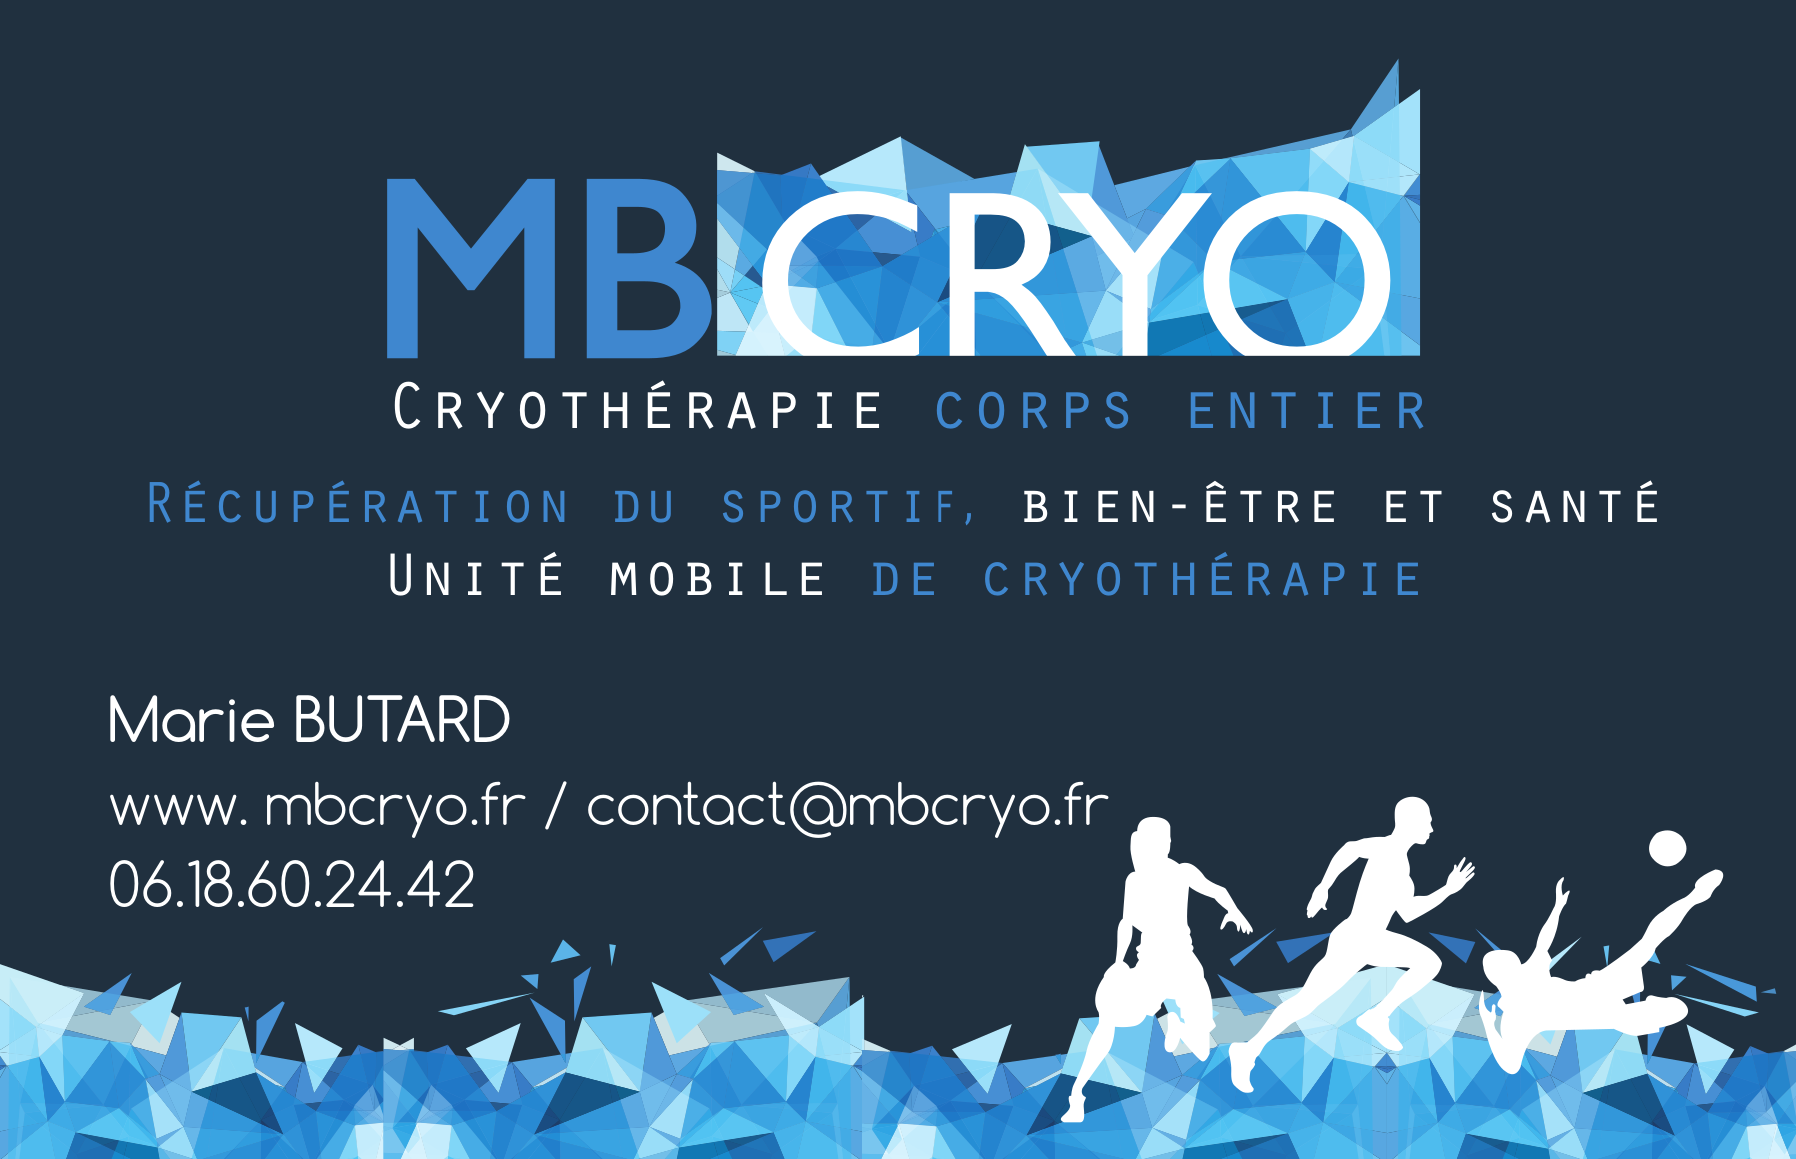 MB CRYO
Cryothérapie corps entier
Récupération du sportif, bien-être et santé
Unité mobile de cryothérapie
Marie BUTARD
www. mbcryo.fr / contact@mbcryo.fr
06.18.60.24.42